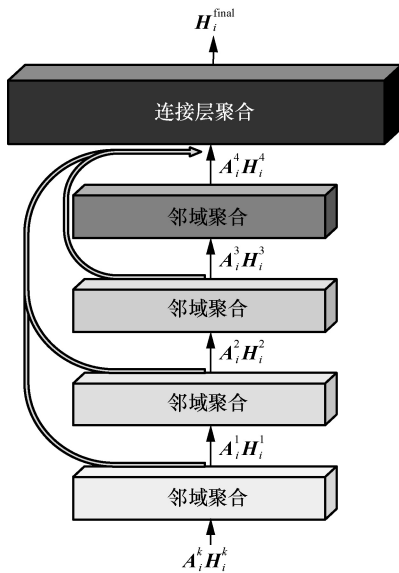 H_i^final
连接层聚合
A_i^4 H_i^4
邻域聚合
A_i^3 H_i^3
邻域聚合
A_i^2 H_i^2
邻域聚合
A_i^1 H_i^1
邻域聚合
A_i^k H_i^k